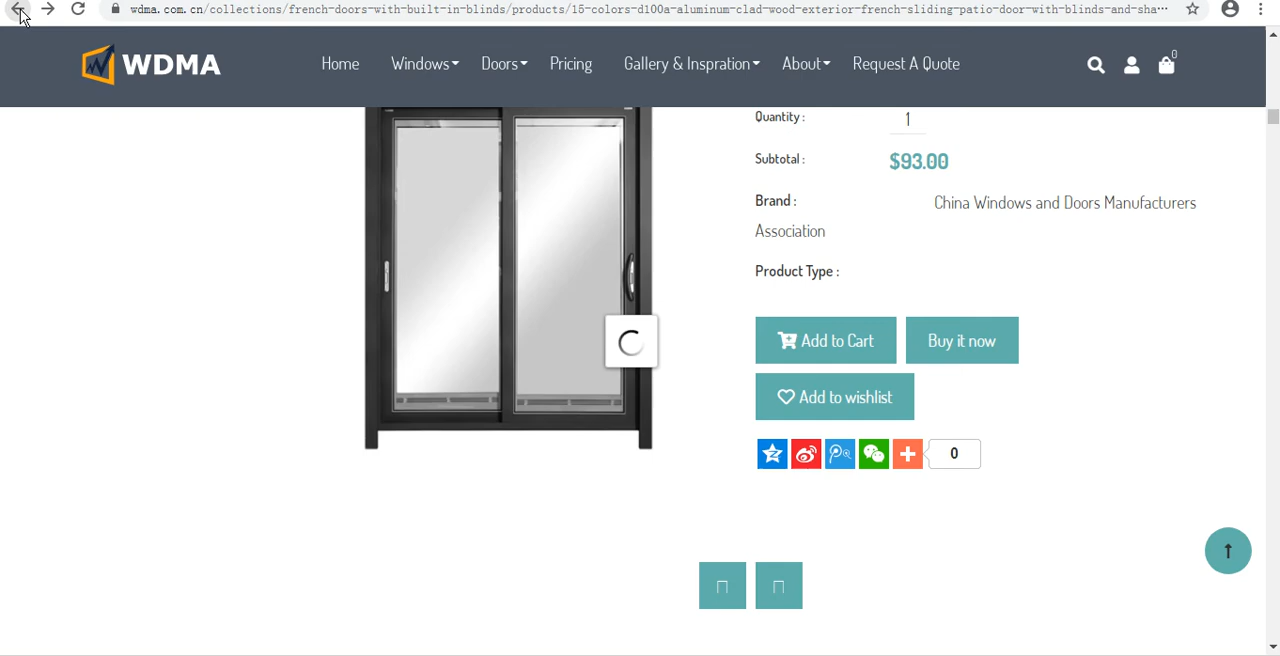 wdma.com.cn/collections/french-doors-with-built-in-blinds/products/15-colors-d100a-aluminum-clad-wood-exterior-french-sliding-patio-door-with-blinds-and-sha…
WDMA
Home Windows Doors Pricing Gallery & Inspration About Request A Quote
0
Quantity : 1
Subtotal : $93.00
Brand : China Windows and Doors Manufacturers
Association
Product Type :
Add to Cart Buy it now
Add to wishlist
0